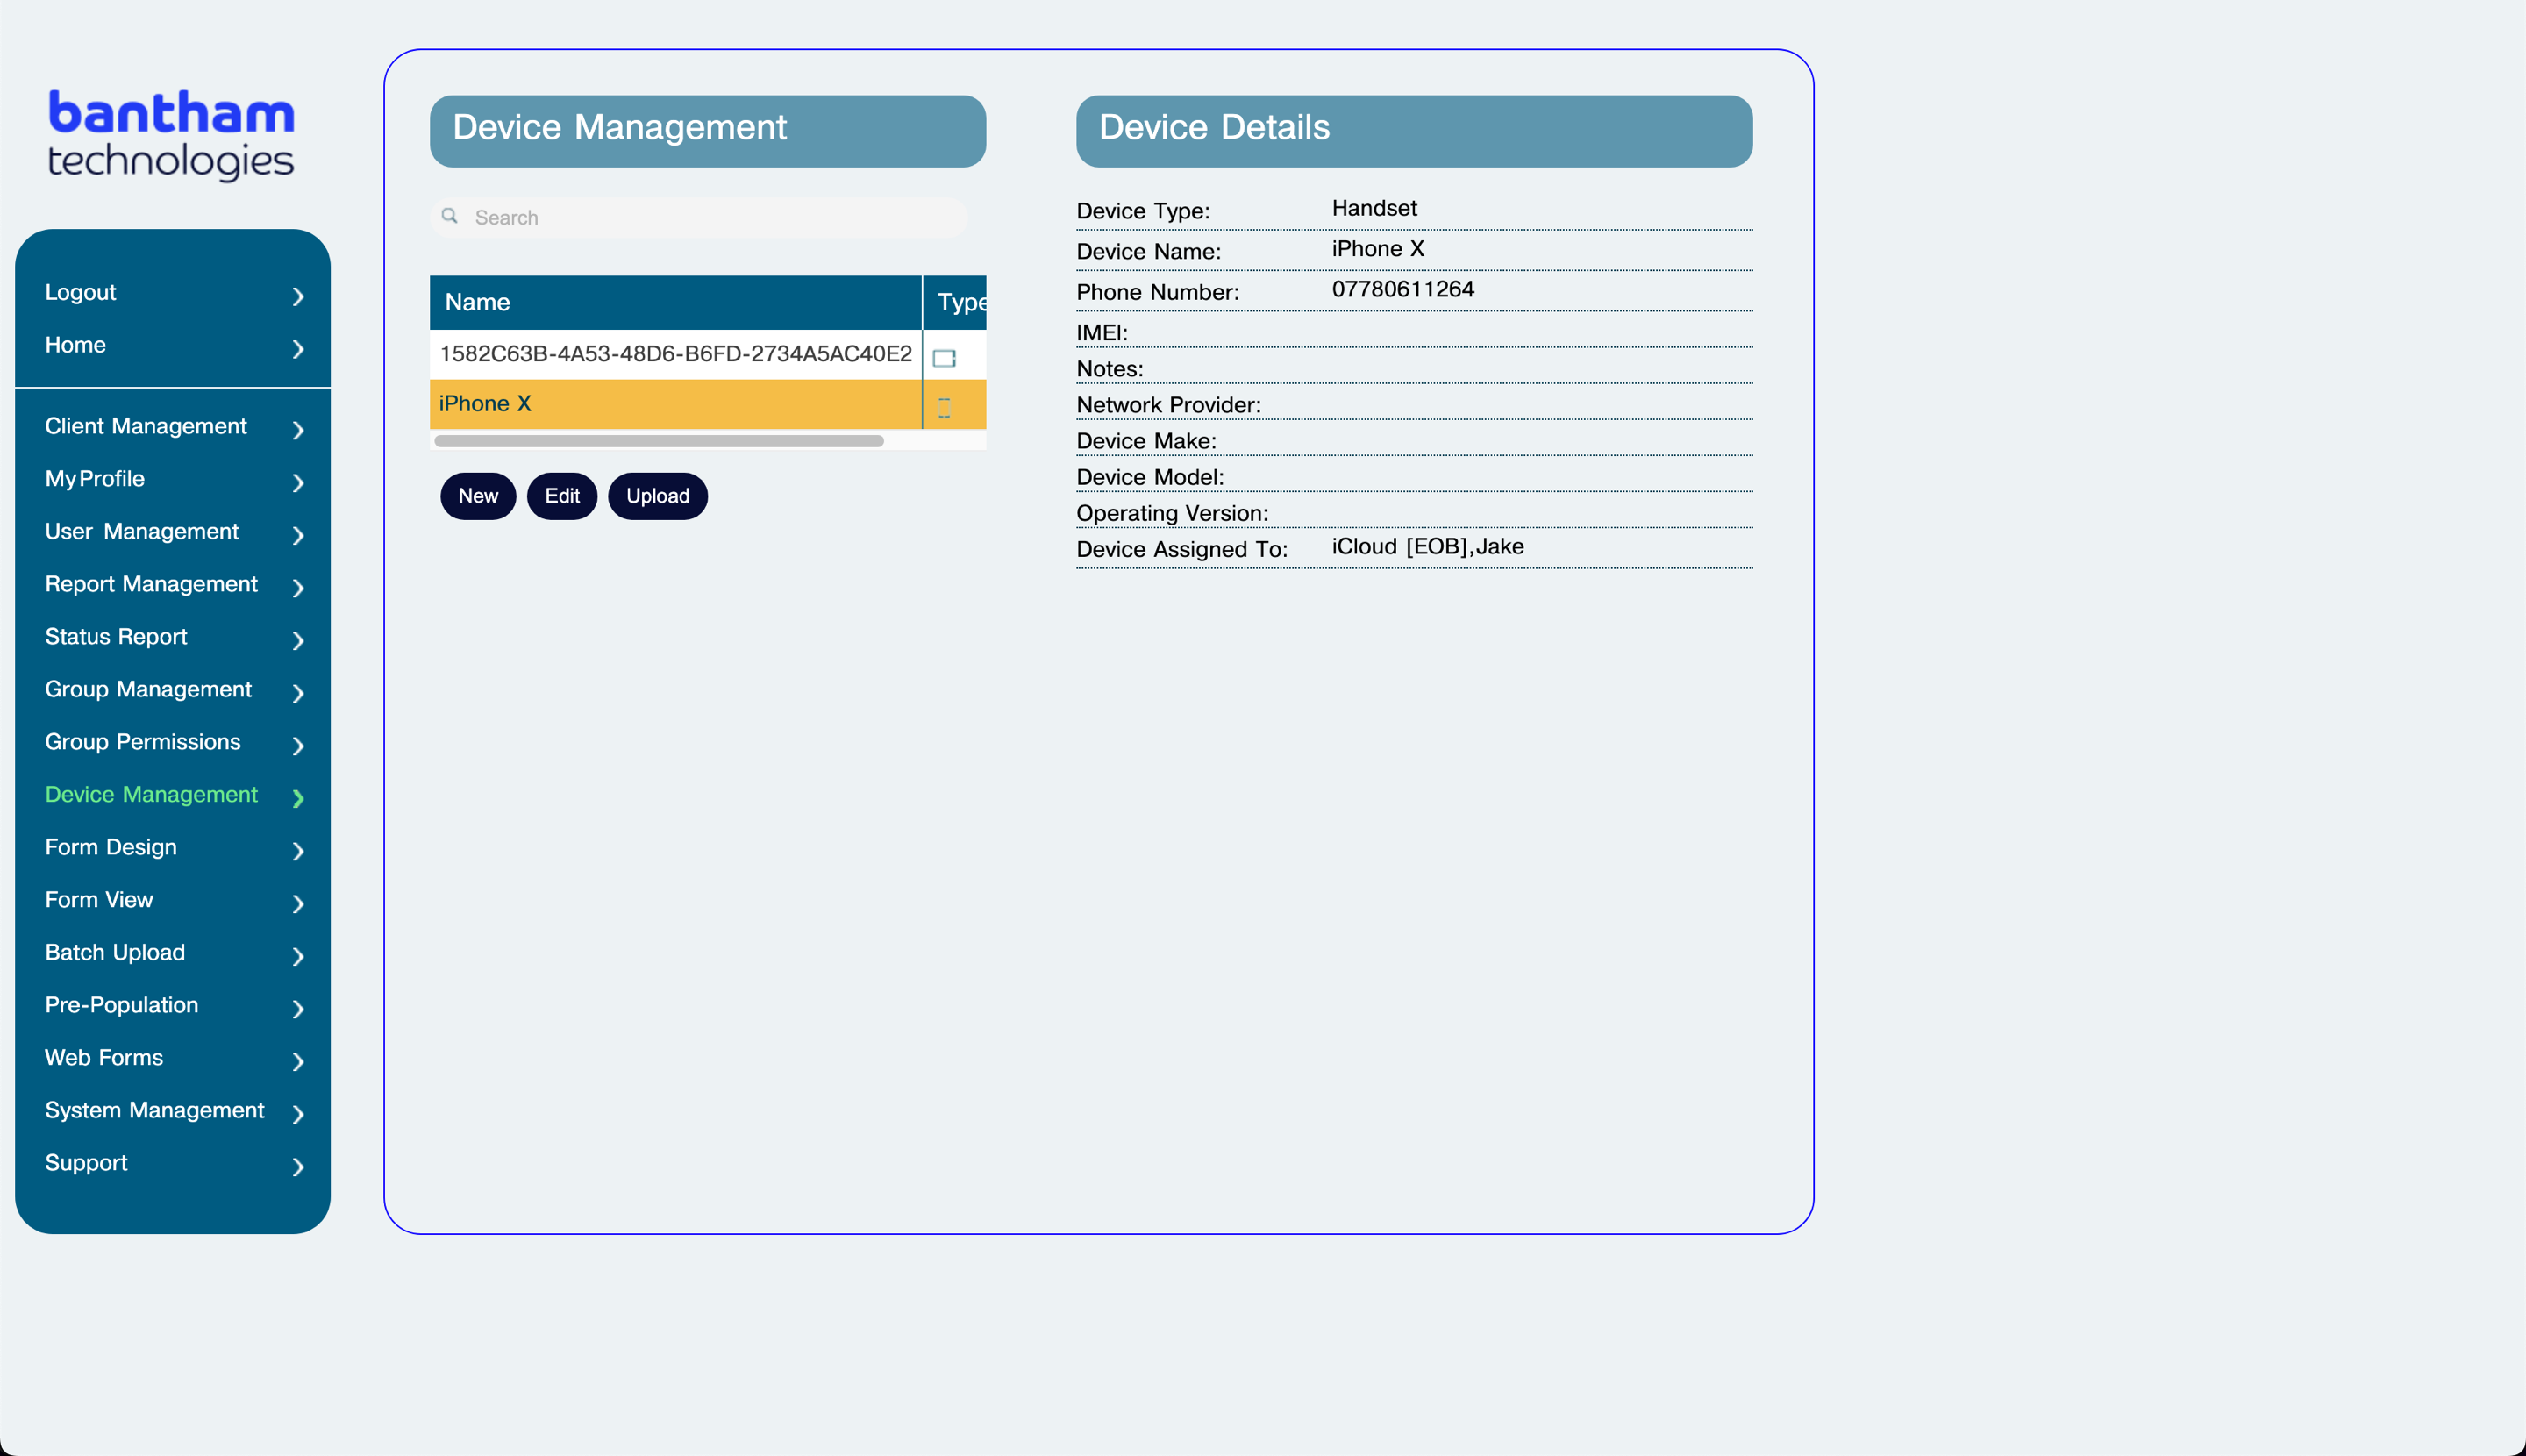 bantham
technologies
Logout
Home
Client Management
My Profile
User Management
Report Management
Status Report
Group Management
Group Permissions
Device Management
Form Design
Form View
Batch Upload
Pre-Population
Web Forms
System Management
Support
Device Management
Search
Name Type
1582C63B-4A53-48D6-B6FD-2734A5AC40E2
iPhone X
New Edit Upload
Device Details
Device Type: Handset
Device Name: iPhone X
Phone Number: 07780611264
IMEI:
Notes:
Network Provider:
Device Make:
Device Model:
Operating Version:
Device Assigned To: iCloud [EOB],Jake